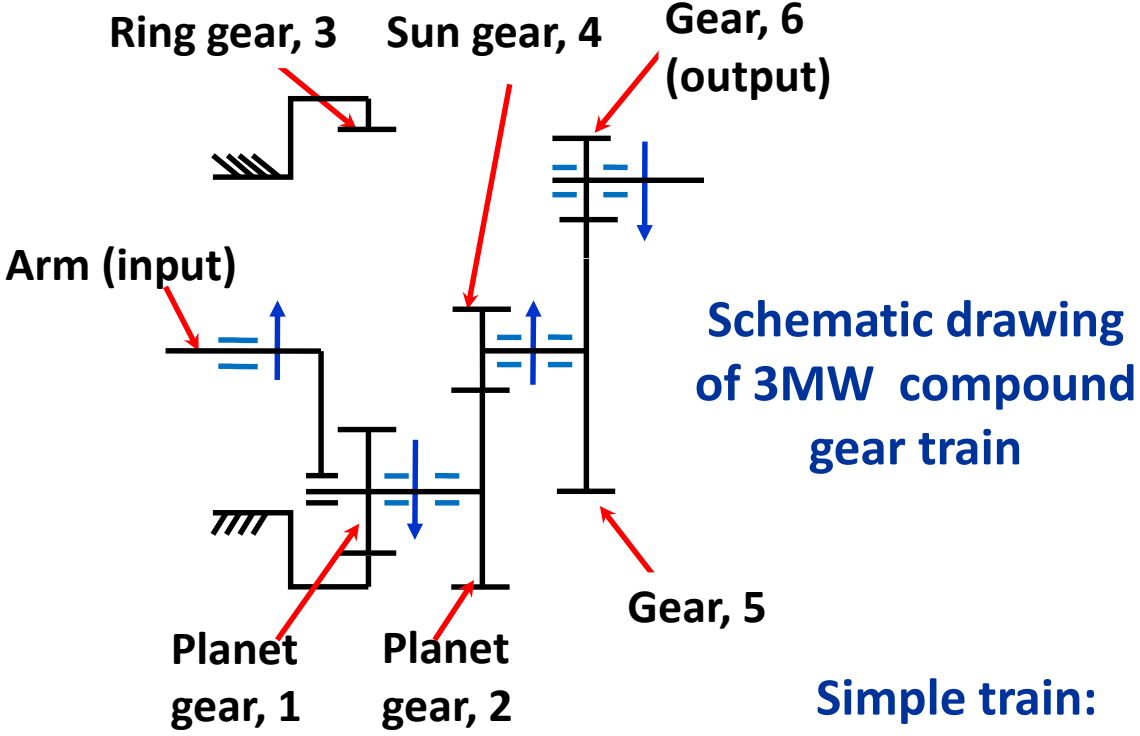 Ring gear, 3
Sun gear, 4
Gear, 6
(output)
Arm (input)
Schematic drawing
of 3MW compound
gear train
Gear, 5
Planet
gear, 1
Planet
gear, 2
Simple train: